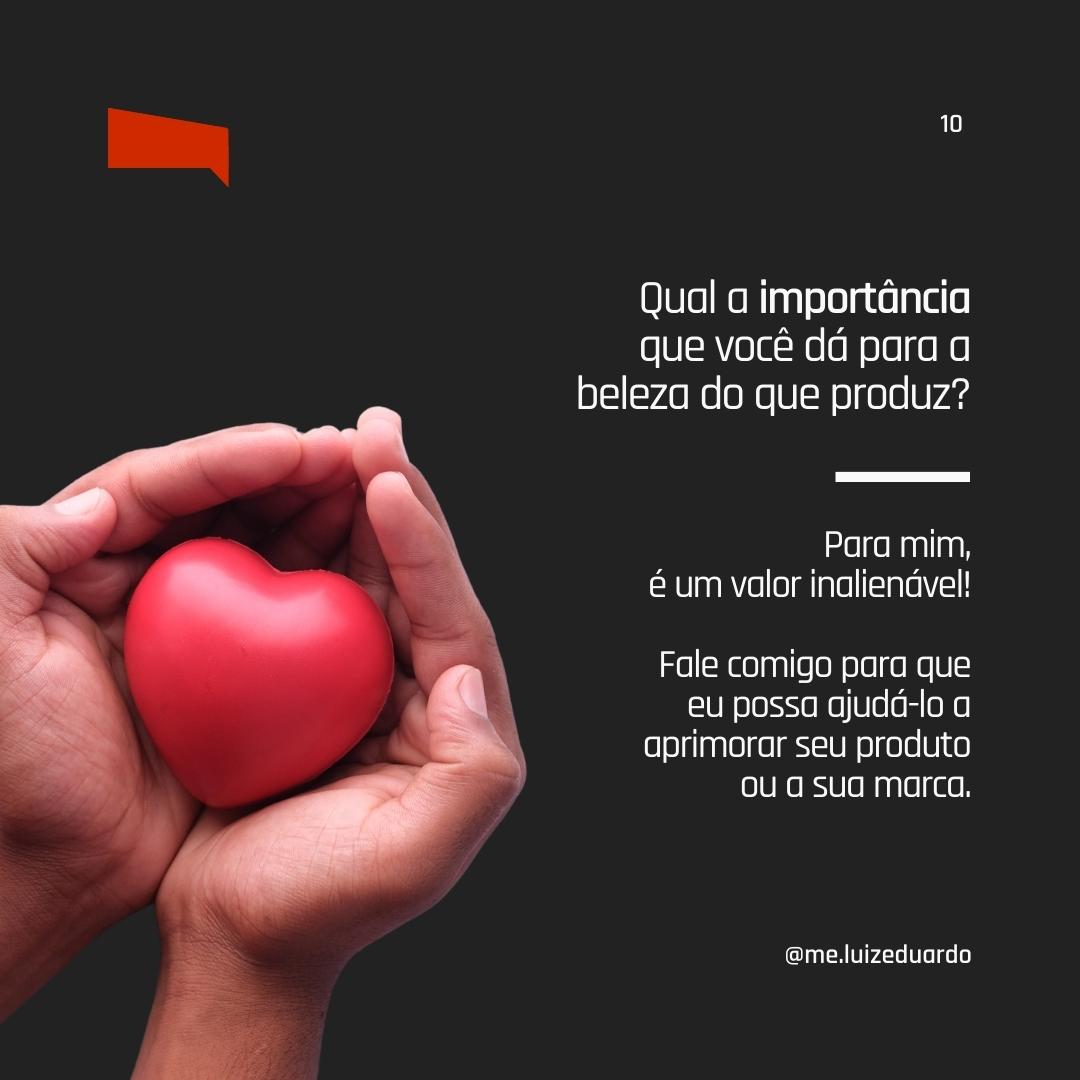 10
Qual a importância
que você dá para a
beleza do que produz?
Para mim,
é um valor inalienável!
Fale comigo para que
eu possa ajudá-lo a
aprimorar seu produto
ou a sua marca.
@me.luizeduardo